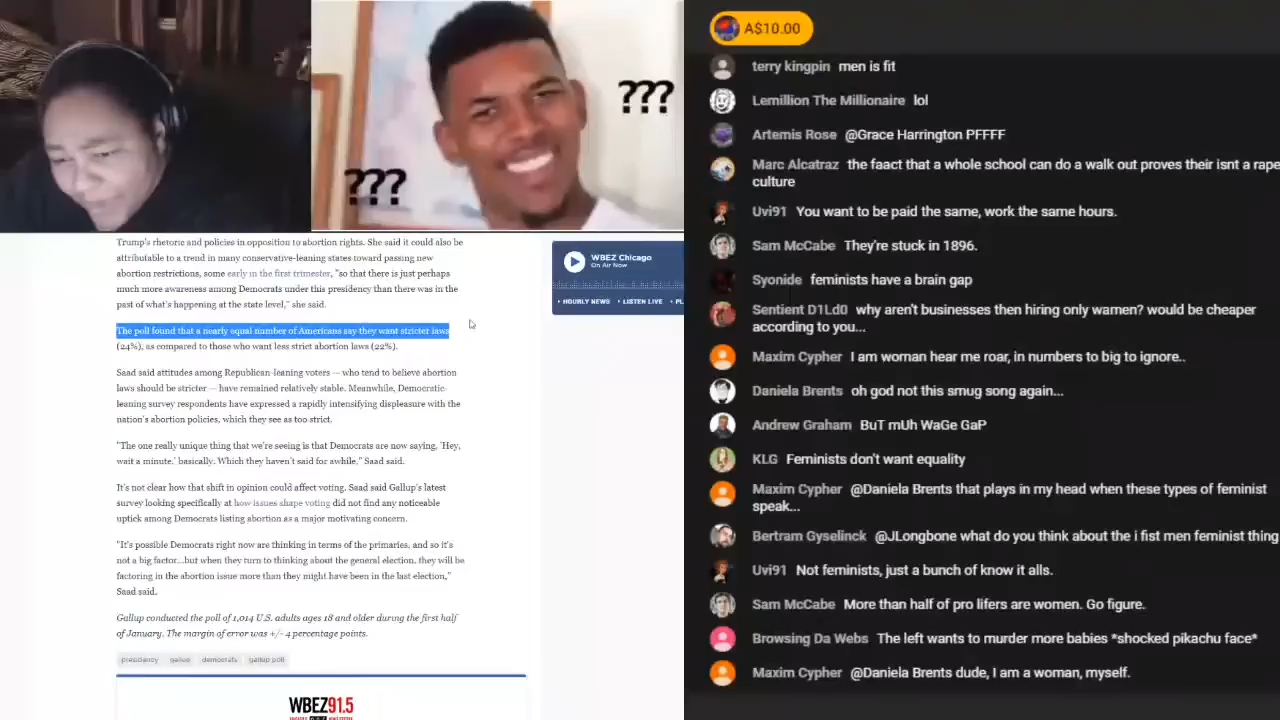 ???
???
Trump's rhetoric and policies in opposition to abortion rights. She said it could also be
attributable to a trend in many conservative-leaning states toward passing new
abortion restrictions, some early in the first trimester, "so that there is just perhaps
much more awareness among Democrats under this presidency than there was in the
past of what's happening at the state level," she said.
The poll found that a nearly equal number of Americans say they want stricter laws
(24%), as compared to those who want less strict abortion laws (22%).
Saad said attitudes among Republican-leaning voters — who tend to believe abortion
laws should be stricter — have remained relatively stable. Meanwhile, Democratic-
leaning survey respondents have expressed a rapidly intensifying displeasure with the
nation's abortion policies, which they see as too strict.
"The one really unique thing that we're seeing is that Democrats are now saying, 'Hey,
wait a minute,' basically. Which they haven't said for awhile," Saad said.
It's not clear how that shift in opinion could affect voting. Saad said Gallup's latest
survey looking specifically at how issues shape voting did not find any noticeable
uptick among Democrats listing abortion as a major motivating concern.
"It's possible Democrats right now are thinking in terms of the primaries, and so it's
not a big factor...but when they turn to thinking about the general election, they will be
factoring in the abortion issue more than they might have been in the last election,"
Saad said.
Gallup conducted the poll of 1,014 U.S. adults ages 18 and older during the first half
of January. The margin of error was +/- 4 percentage points.
presidency gallup democrats gallup poll
WBEZ91.5
WBEZ Chicago
On Air Now
HOURLY NEWS LISTEN LIVE
A$10.00
terry kingpin men is fit
Lemillion The Millionaire lol
Artemis Rose @Grace Harrington PFFFF
Marc Alcatraz the faact that a whole school can do a walk out proves their isnt a rape
culture
Uvi91 You want to be paid the same, work the same hours.
Sam McCabe They're stuck in 1896.
Syonide feminists have a brain gap
Sentient D1Ld0 why aren't businesses then hiring only wamen? would be cheaper
according to you...
Maxim Cypher I am woman hear me roar, in numbers to big to ignore..
Daniela Brents oh god not this smug song again...
Andrew Graham BuT mUh WaGe GaP
KLG Feminists don't want equality
Maxim Cypher @Daniela Brents that plays in my head when these types of feminist
speak...
Bertram Gyselinck @JLongbone what do you think about the i fist men feminist thing
Uvi91 Not feminists, just a bunch of know it alls.
Sam McCabe More than half of pro lifers are women. Go figure.
Browsing Da Webs The left wants to murder more babies *shocked pikachu face*
Maxim Cypher @Daniela Brents dude, I am a woman, myself.